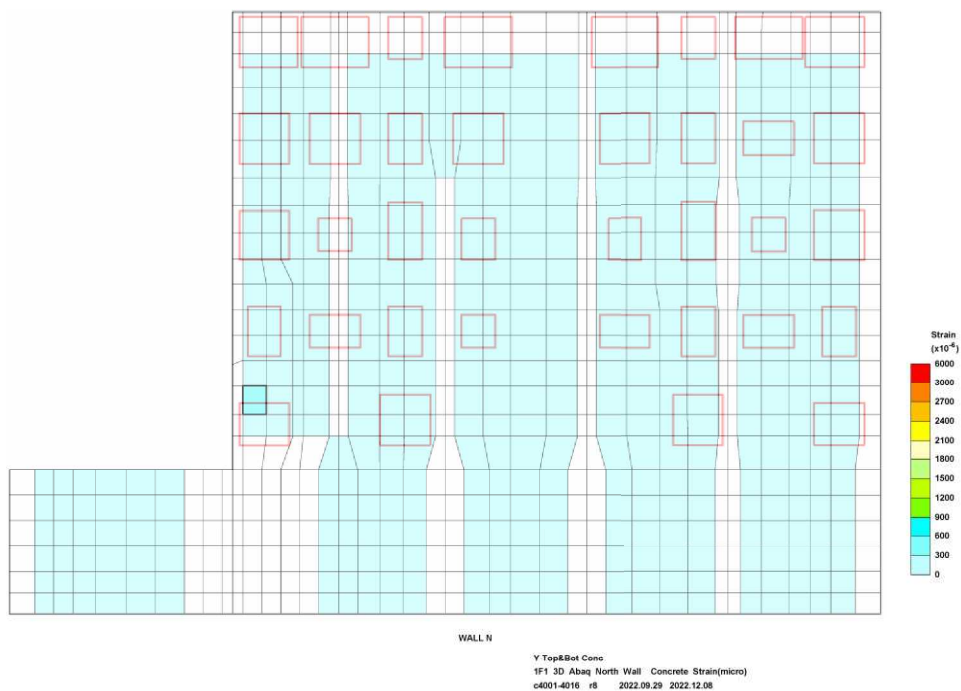 Strain
(x10⁻⁶)
6000
3000
2700
2400
2100
1800
1500
1200
900
600
300
0
WALL N
Y Top&Bot Conc
1F1 3D Abaq North Wall Concrete Strain(micro)
c4001-4016 r6 2022.09.29 2022.12.08